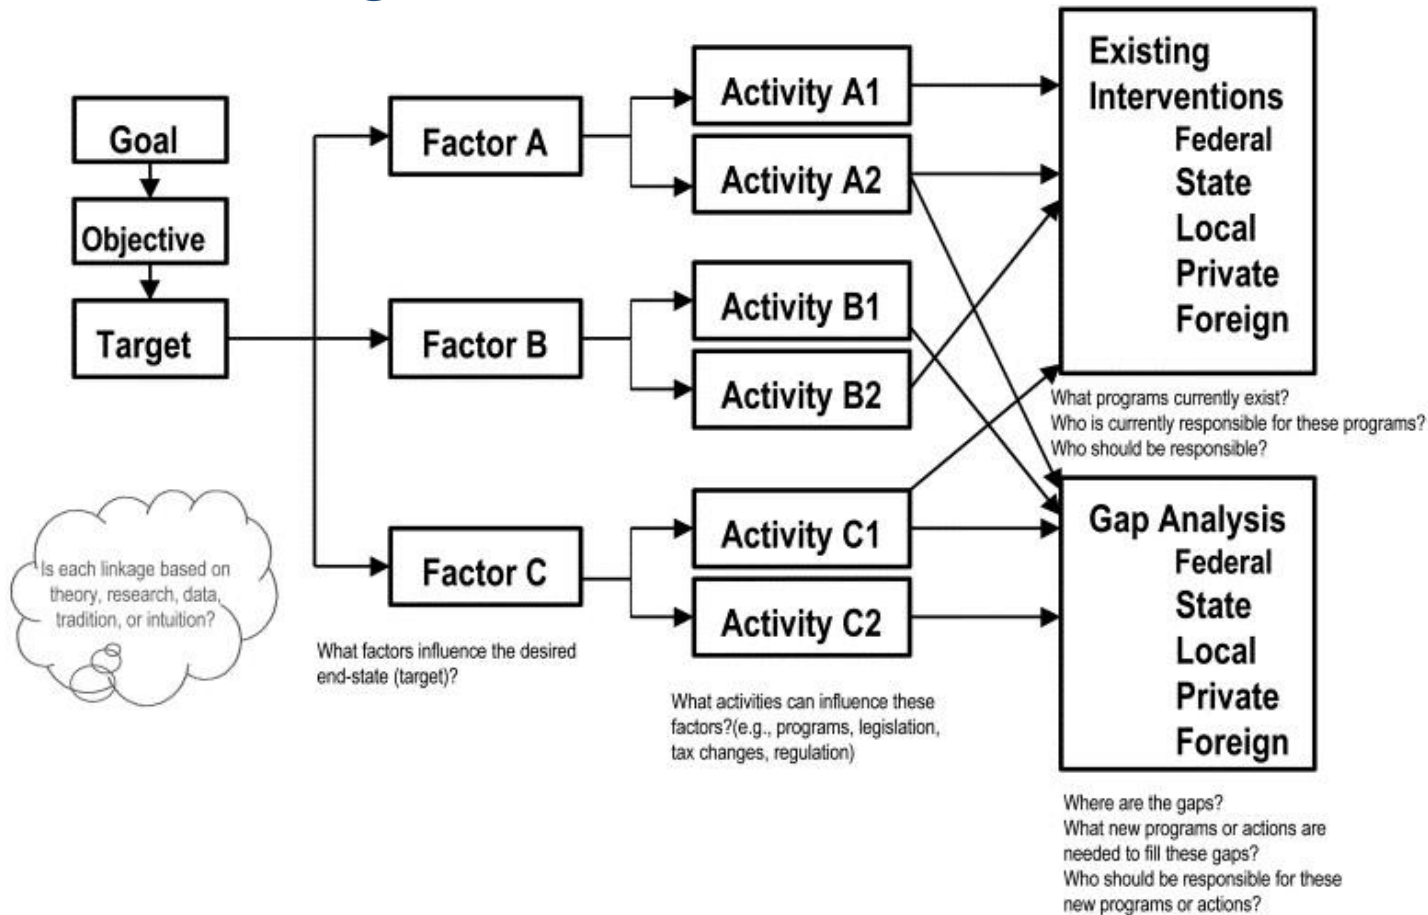 Goal
Objective
Target
Is each linkage based on
theory, research, data,
tradition, or intuition?
Factor A
Factor B
Factor C
What factors influence the desired
end-state (target)?
Activity A1
Activity A2
Activity B1
Activity B2
Activity C1
Activity C2
What activities can influence these
factors?(e.g., programs, legislation,
tax changes, regulation)
Existing
Interventions
Federal
State
Local
Private
Foreign
What programs currently exist?
Who is currently responsible for these programs?
Who should be responsible?
Gap Analysis
Federal
State
Local
Private
Foreign
Where are the gaps?
What new programs or actions are
needed to fill these gaps?
Who should be responsible for these
new programs or actions?